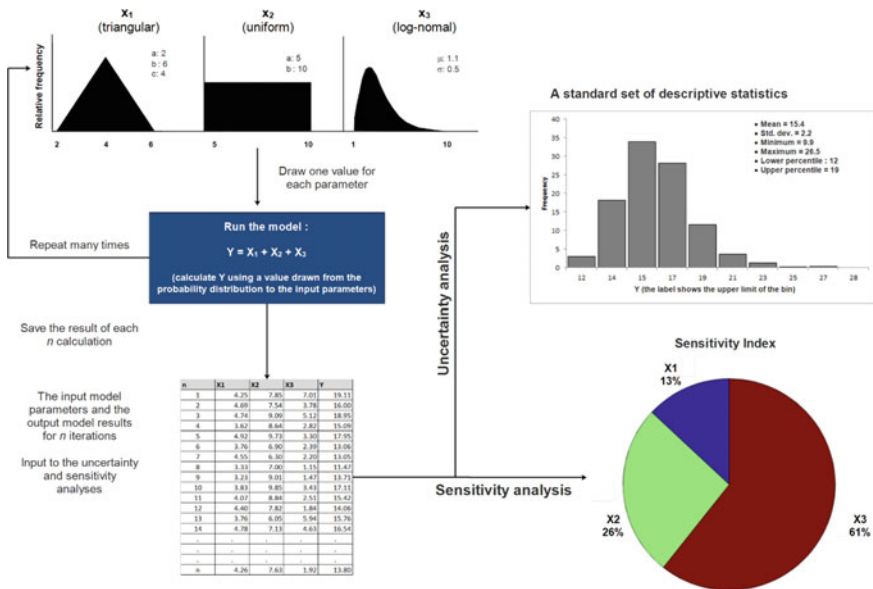 X₁
(triangular)
X₂
(uniform)
X₃
(log-nomal)
Relative frequency
a: 2
b: 6
c: 4
a: 5
b: 10
μ: 1.1
σ: 0.5
2 4 6
5 10
1 10
Draw one value for
each parameter
Repeat many times
Run the model :
Y = X₁ + X₂ + X₃
(calculate Y using a value drawn from the
probability distribution to the input parameters)
Save the result of each
n calculation
The input model
parameters and the
output model results
for n iterations
Input to the uncertainty
and sensitivity
analyses
n X1 X2 X3 Y
1 4.25 7.85 7.01 19.11
2 4.69 7.54 3.78 16.00
3 4.74 9.09 5.12 18.95
4 3.62 8.64 2.82 15.09
5 4.92 9.73 3.30 17.95
6 3.76 6.90 2.39 13.06
7 4.55 6.30 2.20 13.05
8 3.33 7.00 1.15 11.47
9 3.23 9.01 1.47 13.71
10 3.83 9.85 3.43 17.11
11 4.07 8.84 2.51 15.42
12 4.40 7.82 1.84 14.06
13 3.76 6.05 5.94 15.76
14 4.78 7.13 4.63 16.54
. . . . .
. . . . .
. . . . .
n 4.26 7.63 1.92 13.80
Uncertainty analysis
Sensitivity analysis
A standard set of descriptive statistics
Frequency
40
35
30
25
20
15
10
5
0
Mean = 15.4
Std. dev. = 2.2
Minimum = 9.9
Maximum = 26.5
Lower percentile : 12
Upper percentile = 19
12 14 15 17 19 21 23 25 27 28
Y (the label shows the upper limit of the bin)
Sensitivity Index
X1
13%
X2
26%
X3
61%